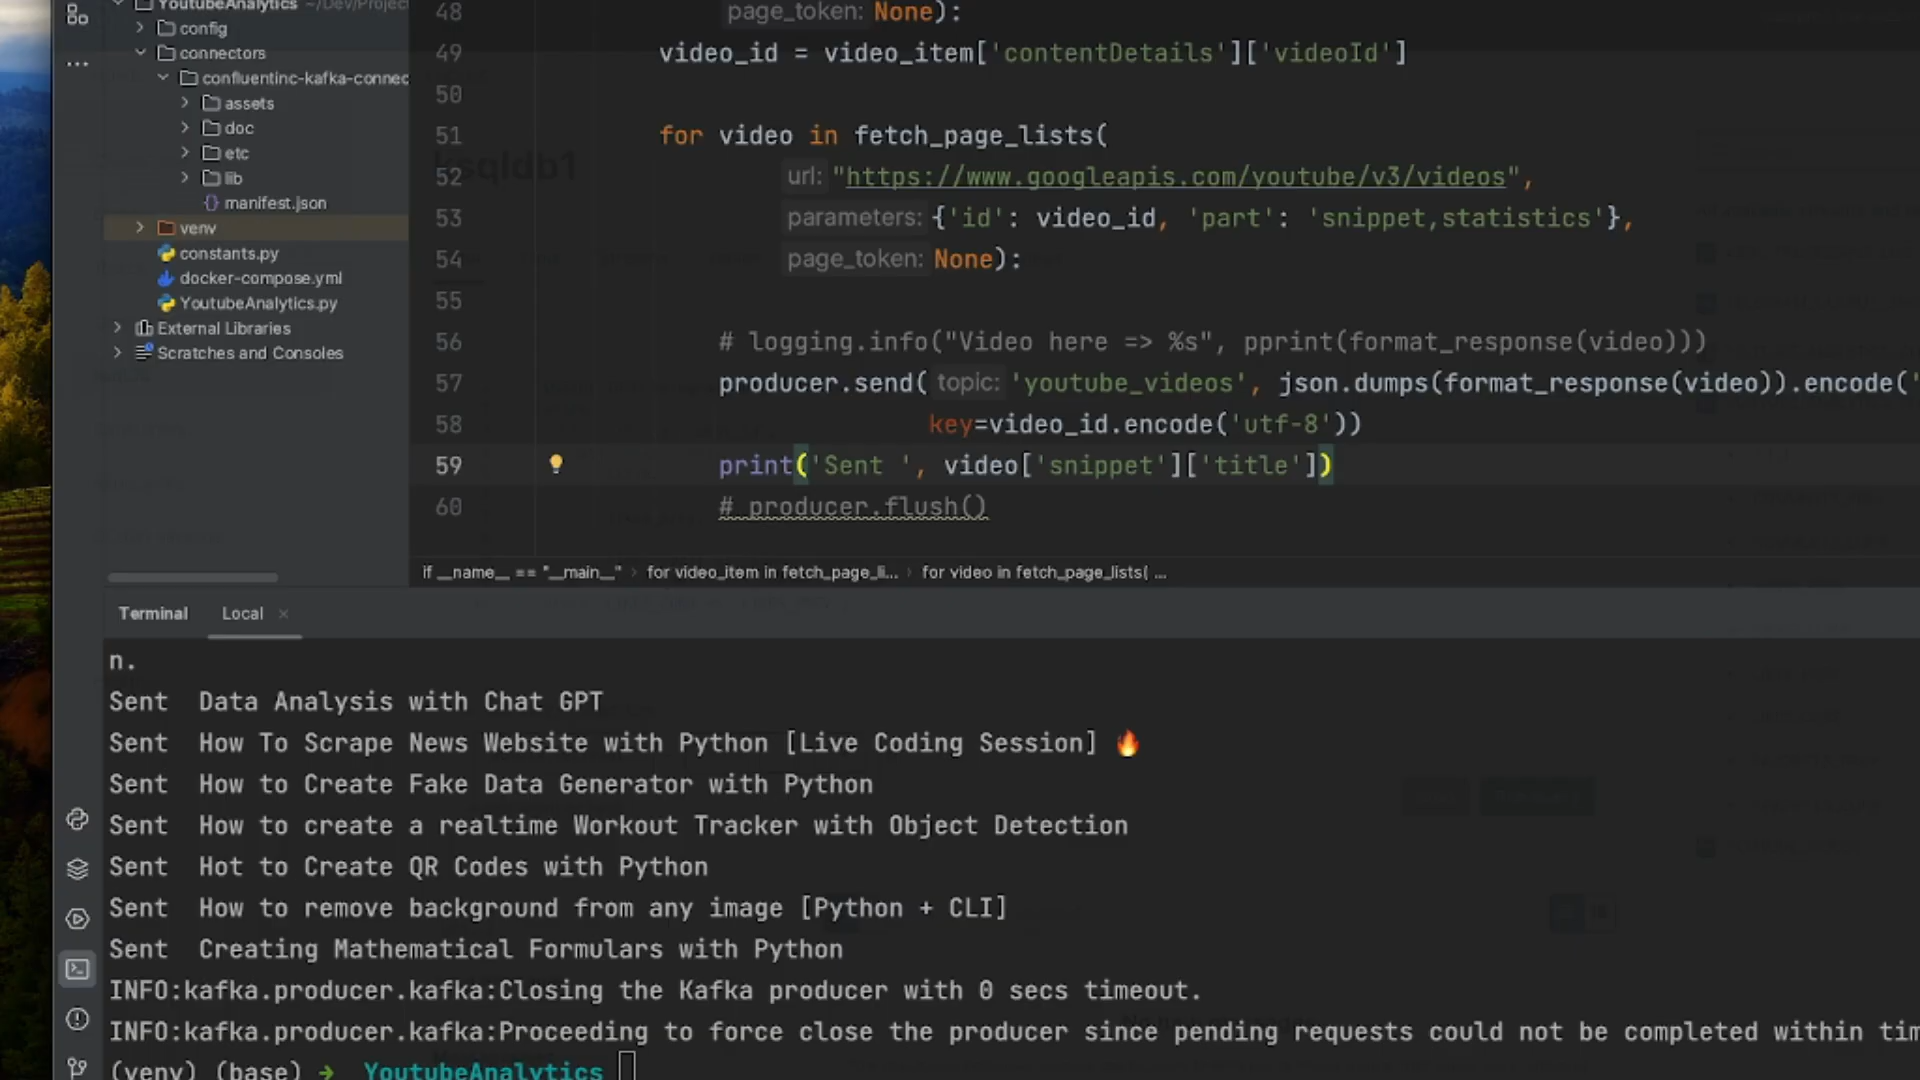 YoutubeAnalytics ~/Dev/Project
config
connectors
confluentinc-kafka-connec
assets
doc
etc
lib
manifest.json
venv
constants.py
docker-compose.yml
YoutubeAnalytics.py
External Libraries
Scratches and Consoles
48 page_token: None):
49 video_id = video_item['contentDetails']['videoId']
50
51 for video in fetch_page_lists(
52 url: "https://www.googleapis.com/youtube/v3/videos",
53 parameters: {'id': video_id, 'part': 'snippet,statistics'},
54 page_token: None):
55
56 # logging.info("Video here => %s", pprint(format_response(video)))
57 producer.send( topic: 'youtube_videos', json.dumps(format_response(video)).encode('
58 key=video_id.encode('utf-8'))
59 print('Sent ', video['snippet']['title'])
60 # producer.flush()
ksqldb1
if __name__ == "__main__" › for video_item in fetch_page_li... › for video in fetch_page_lists( ...
Terminal Local ×
n.
Sent  Data Analysis with Chat GPT
Sent  How To Scrape News Website with Python [Live Coding Session] 🔥
Sent  How to Create Fake Data Generator with Python
Sent  How to create a realtime Workout Tracker with Object Detection
Sent  Hot to Create QR Codes with Python
Sent  How to remove background from any image [Python + CLI]
Sent  Creating Mathematical Formulars with Python
INFO:kafka.producer.kafka:Closing the Kafka producer with 0 secs timeout.
INFO:kafka.producer.kafka:Proceeding to force close the producer since pending requests could not be completed within tim
(venv) (base) → YoutubeAnalytics